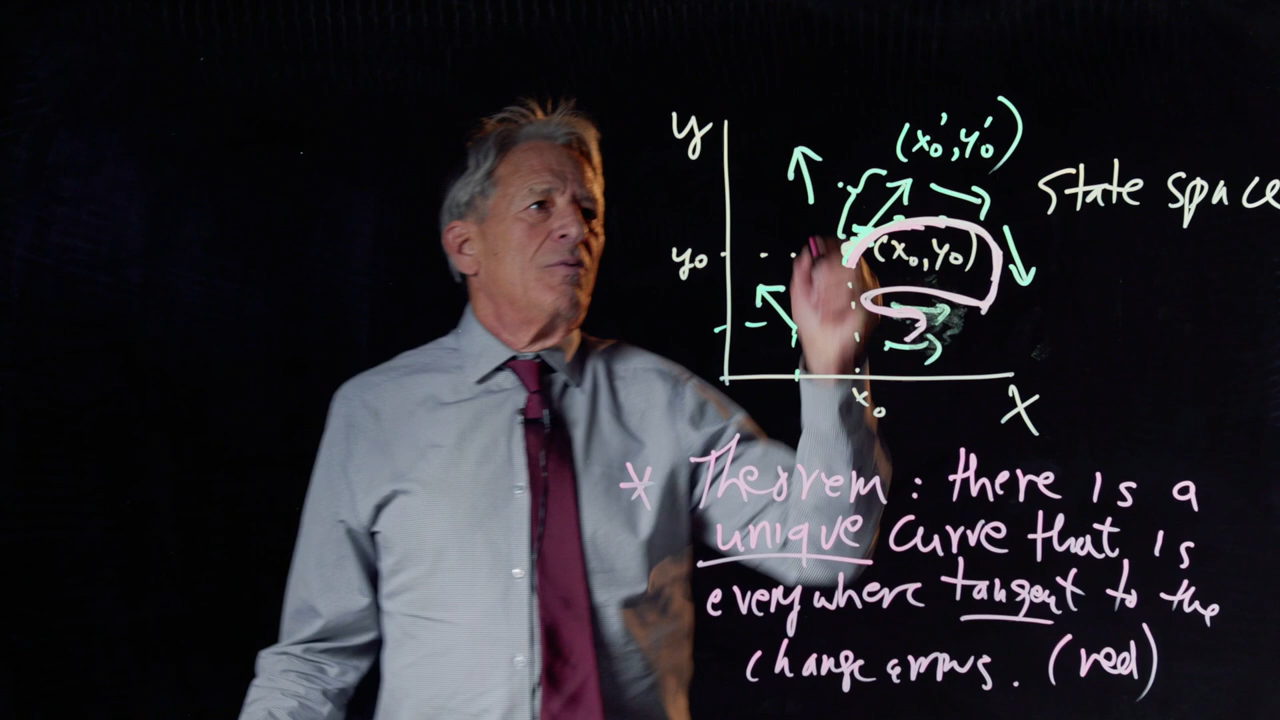 y
(x₀', y₀')
State space
y₀
(x₀, y₀)
x₀
X
* Theorem : there is a
unique curve that is
everywhere tangent to the
change arrows. (red)